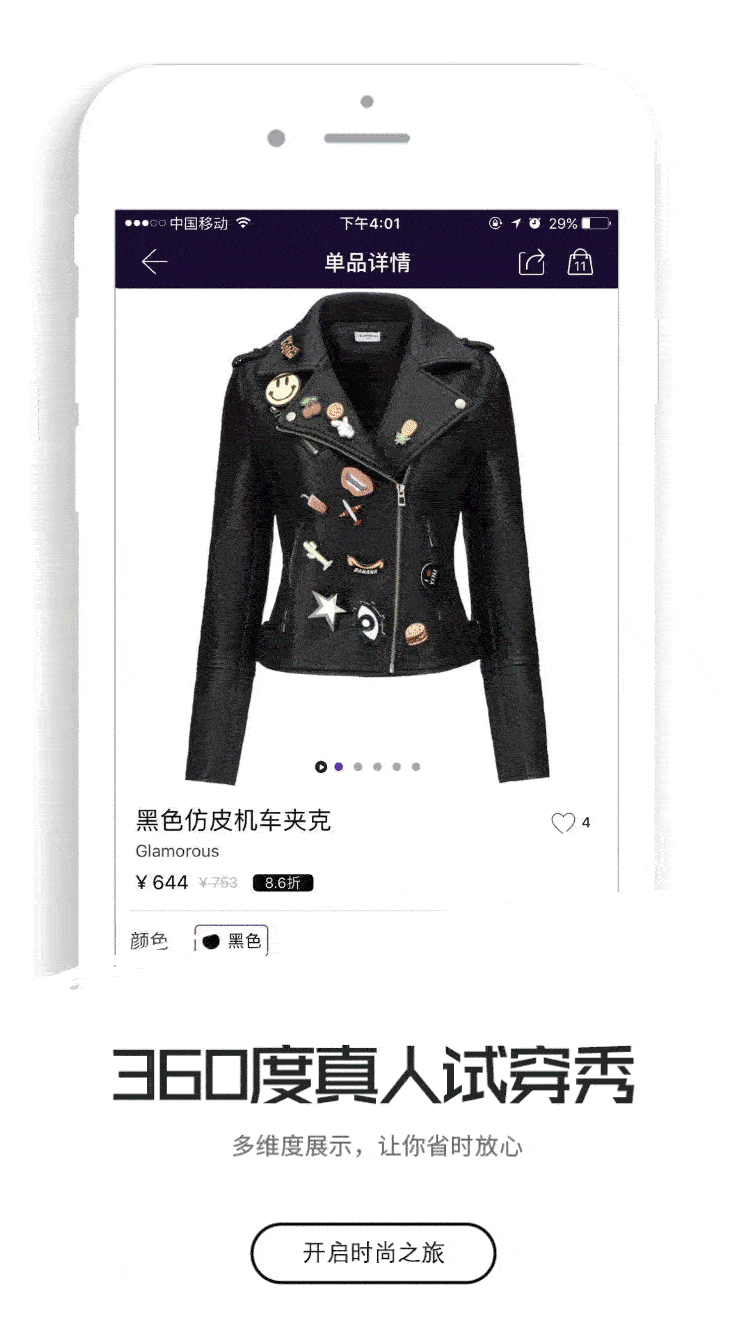 中国移动 下午4:01 29%
单品详情 11
BANANA
黑色仿皮机车夹克 4
Glamorous
¥ 644 ¥ 753 8.6折
颜色 黑色
360度真人试穿秀
多维度展示，让你省时放心
开启时尚之旅